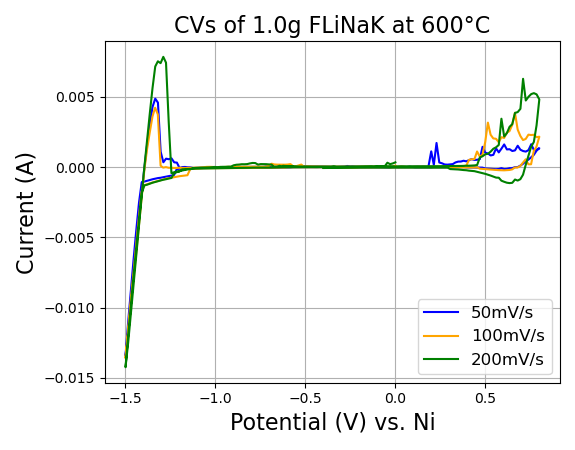 CVs of 1.0g FLiNaK at 600°C
Current (A)
0.005
0.000
−0.005
−0.010
−0.015
−1.5 −1.0 −0.5 0.0 0.5
Potential (V) vs. Ni
50mV/s
100mV/s
200mV/s